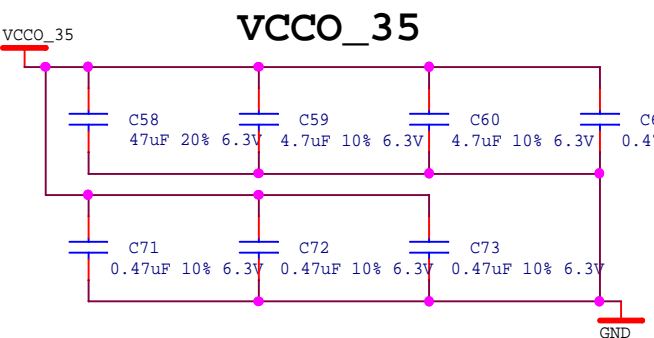 VCCO_35
VCCO_35
C58
47uF 20% 6.3V
C59
4.7uF 10% 6.3V
C60
4.7uF 10% 6.3V
C71
0.47uF 10% 6.3V
C72
0.47uF 10% 6.3V
C73
0.47uF 10% 6.3V
GND